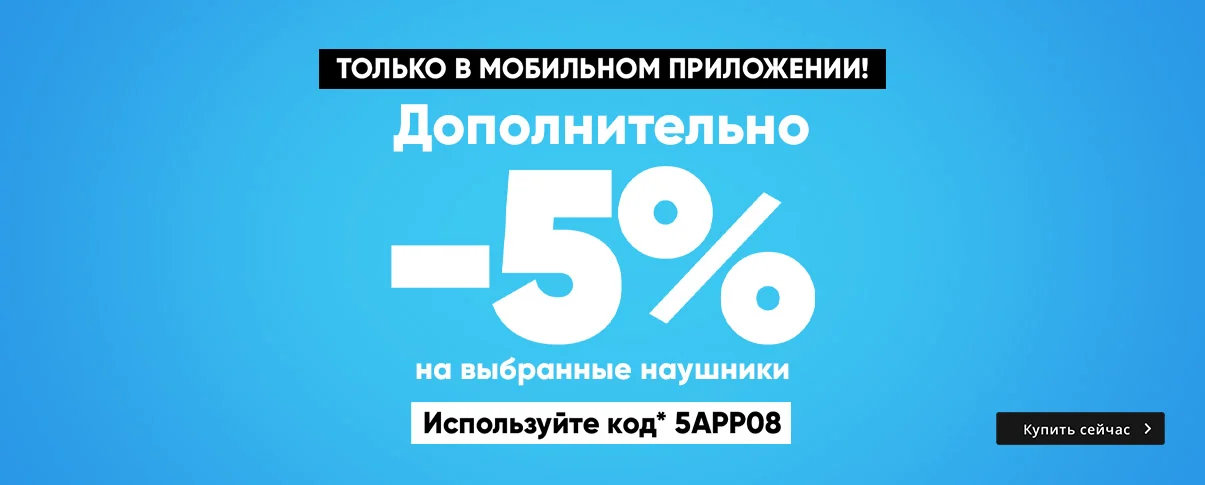 ТОЛЬКО В МОБИЛЬНОМ ПРИЛОЖЕНИИ!
Дополнительно
-5%
на выбранные наушники
Используйте код* 5APP08
Купить сейчас